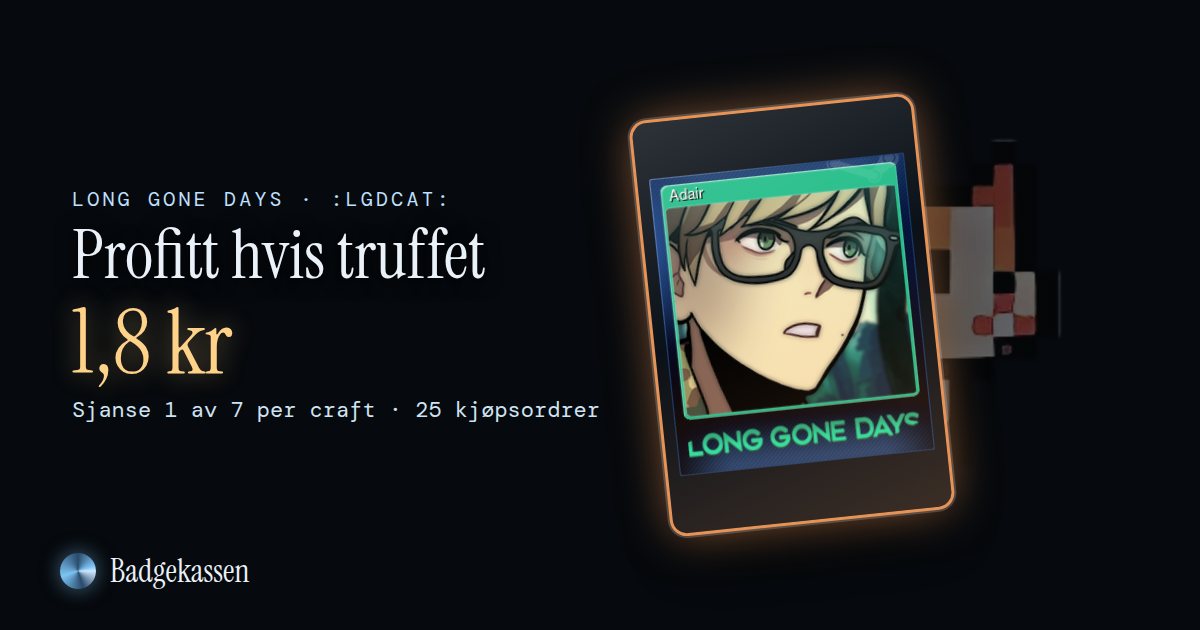 LONG GONE DAYS · :LGDCAT:
Profitt hvis truffet
1,8 kr
Sjanse 1 av 7 per craft · 25 kjøpsordrer
Badgekassen
Adair
LONG GONE DAYS